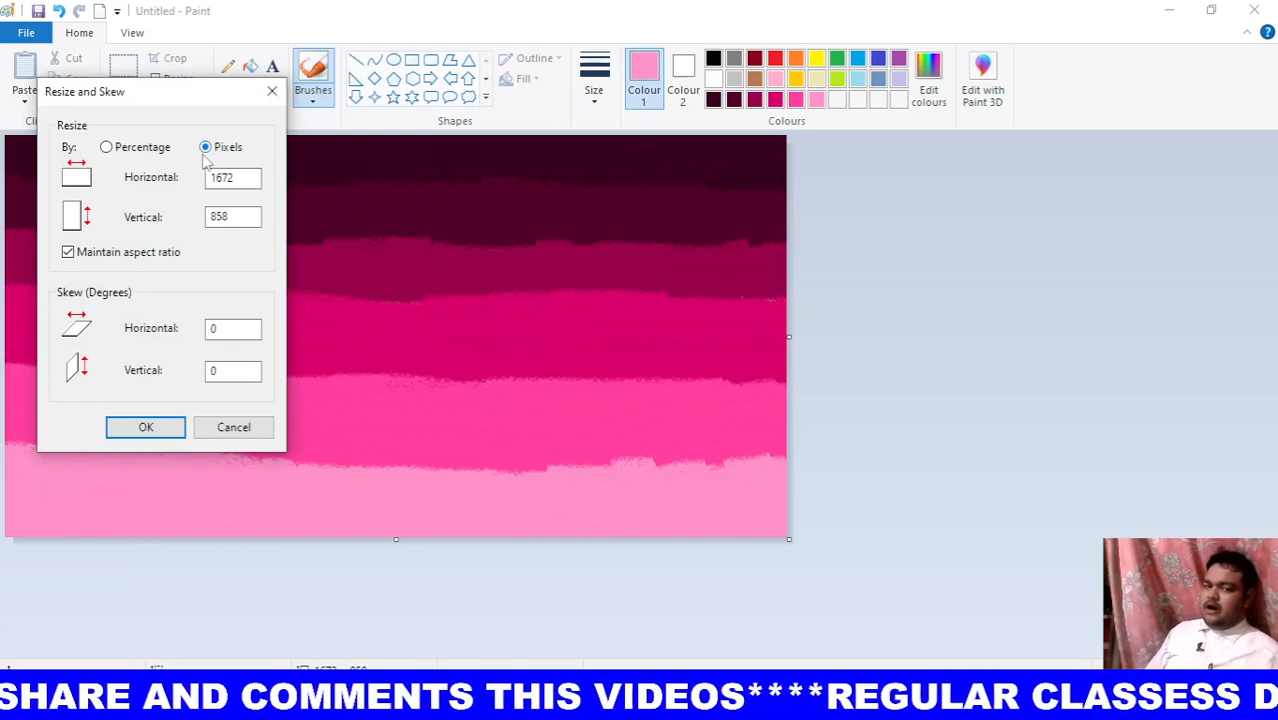 Untitled - Paint
File
Home
View
Paste
Cut
Crop
Brushes
Outline
Fill
Shapes
Size
Colour 1
Colour 2
Edit colours
Edit with Paint 3D
Colours
Resize and Skew
Resize
By:
Percentage
Pixels
Horizontal:
1672
Vertical:
858
Maintain aspect ratio
Skew (Degrees)
Horizontal:
0
Vertical:
0
OK
Cancel
SHARE AND COMMENTS THIS VIDEOS****REGULAR CLASSESS D